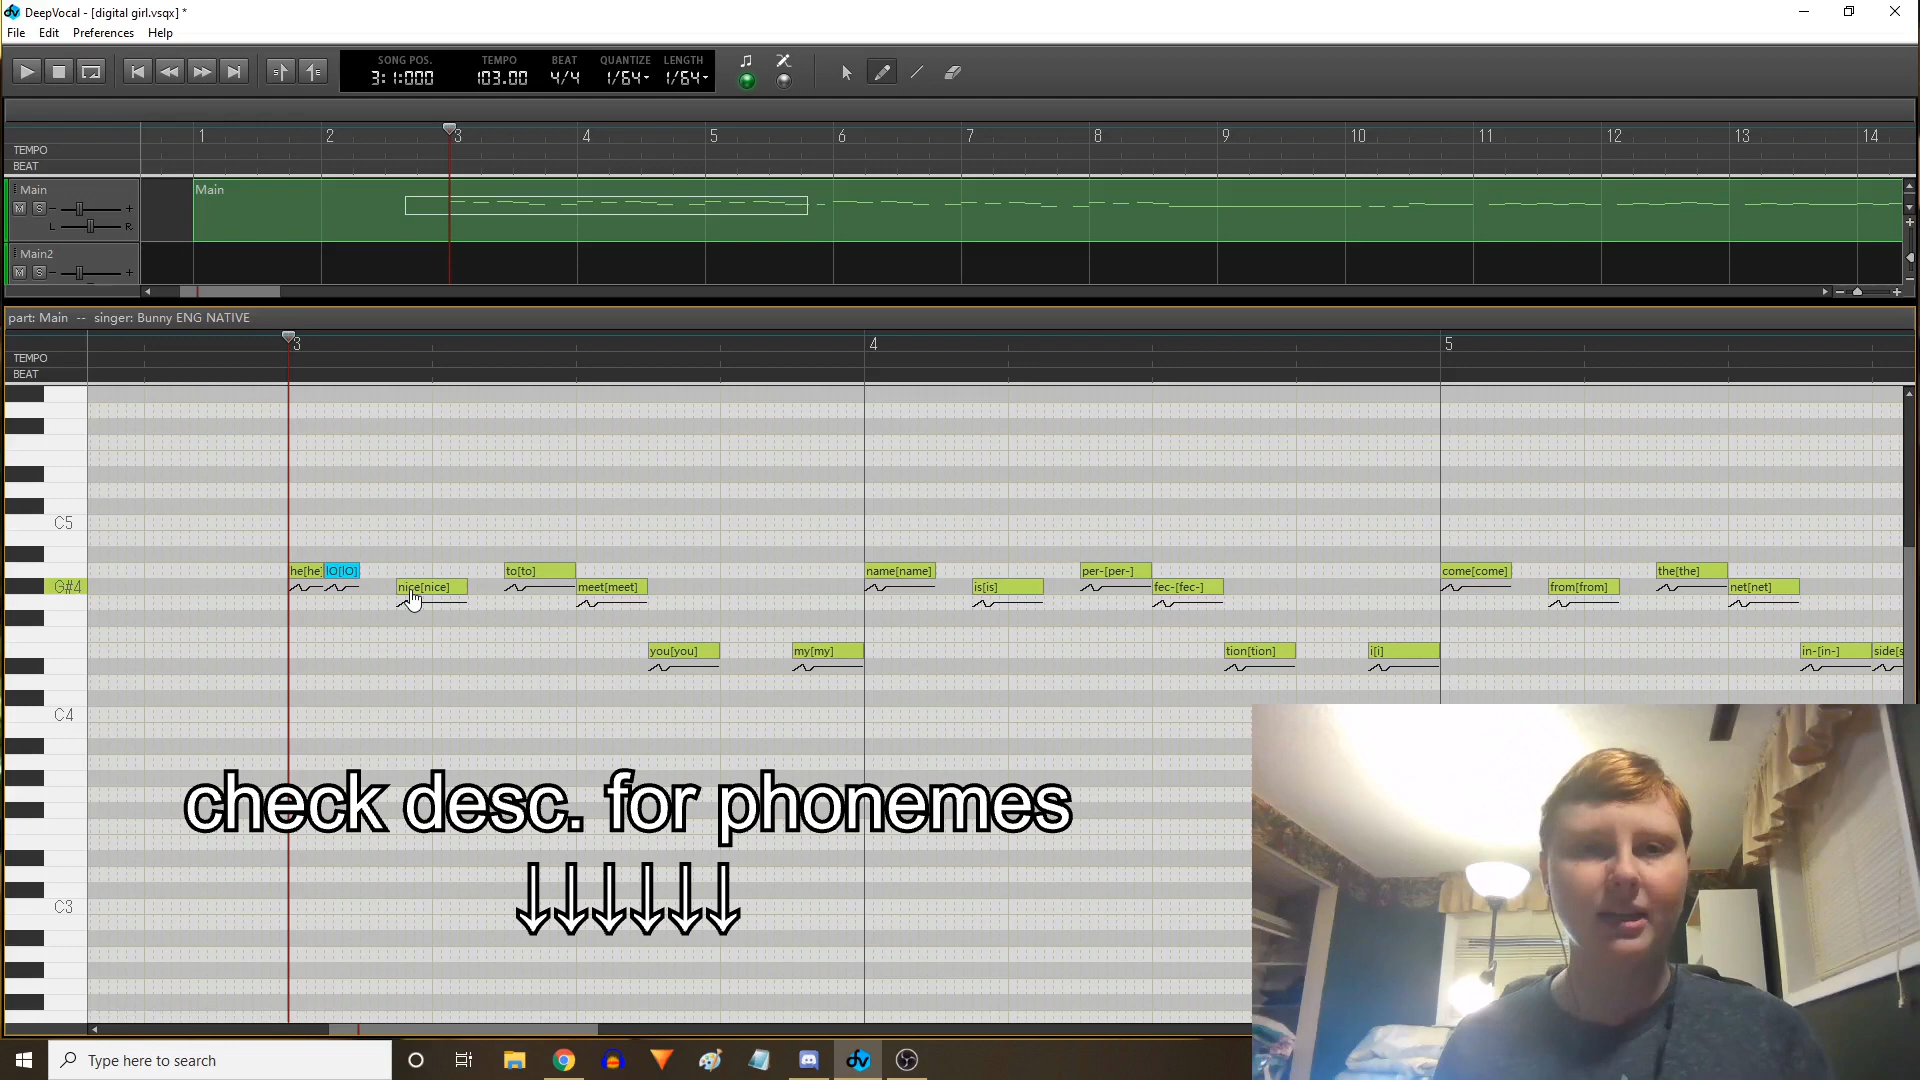 DeepVocal - [digital girl.vsqx] *
File Edit Preferences Help
SONG POS. TEMPO BEAT QUANTIZE LENGTH
3:1:000 103.00 4/4 1/64 1/64
1 2 3 4 5 6 7 8 9 10 11 12 13 14
TEMPO
BEAT
Main
M S - +
L R
Main
Main2
M S - +
part: Main -- singer: Bunny ENG NATIVE
3 4 5
TEMPO
BEAT
C5
he[he] lO[lO] to[to] name[name] per-[per-] come[come] the[the]
G#4 nice[nice] meet[meet] is[is] fec-[fec-] from[from] net[net]
you[you] my[my] tion[tion] i[i] in-[in-] side[s
C4
check desc. for phonemes
C3
Type here to search